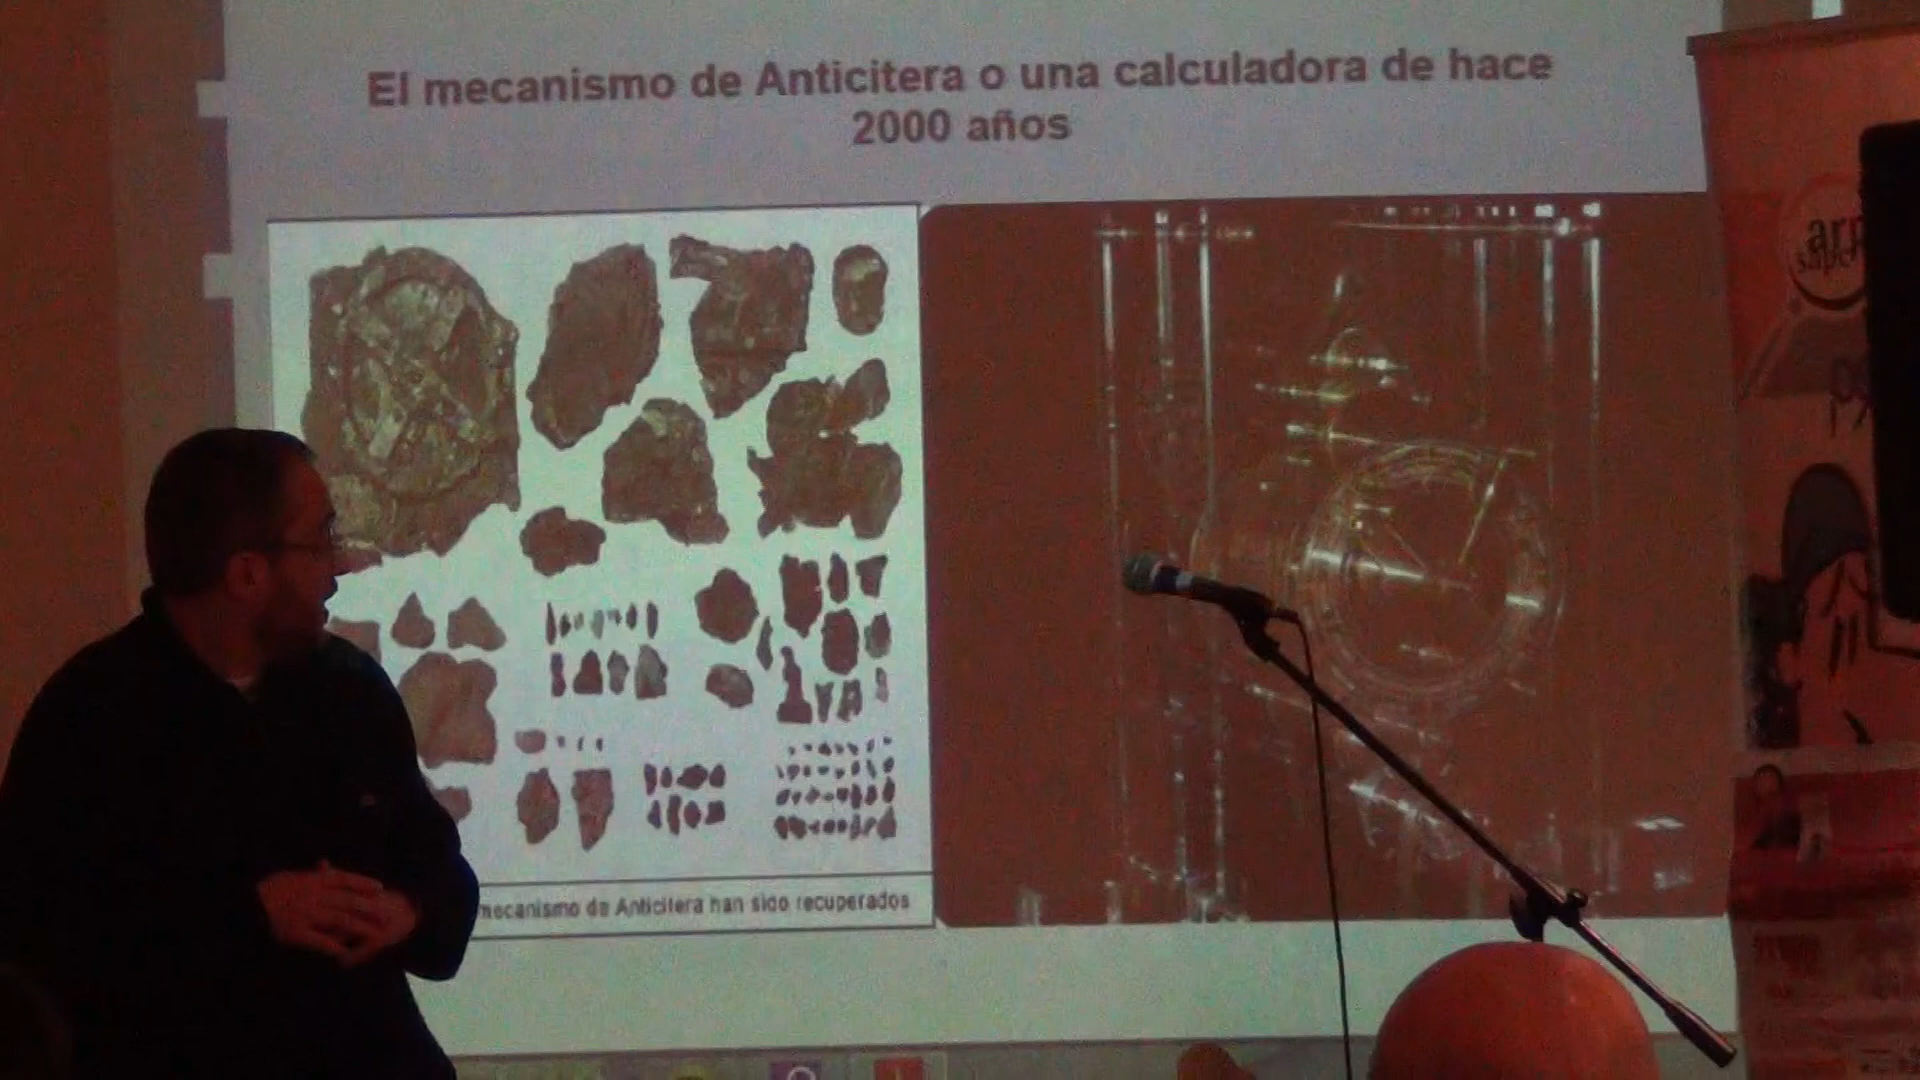 El mecanismo de Anticitera o una calculadora de hace
2000 años
mecanismo de Anticitera han sido recuperados